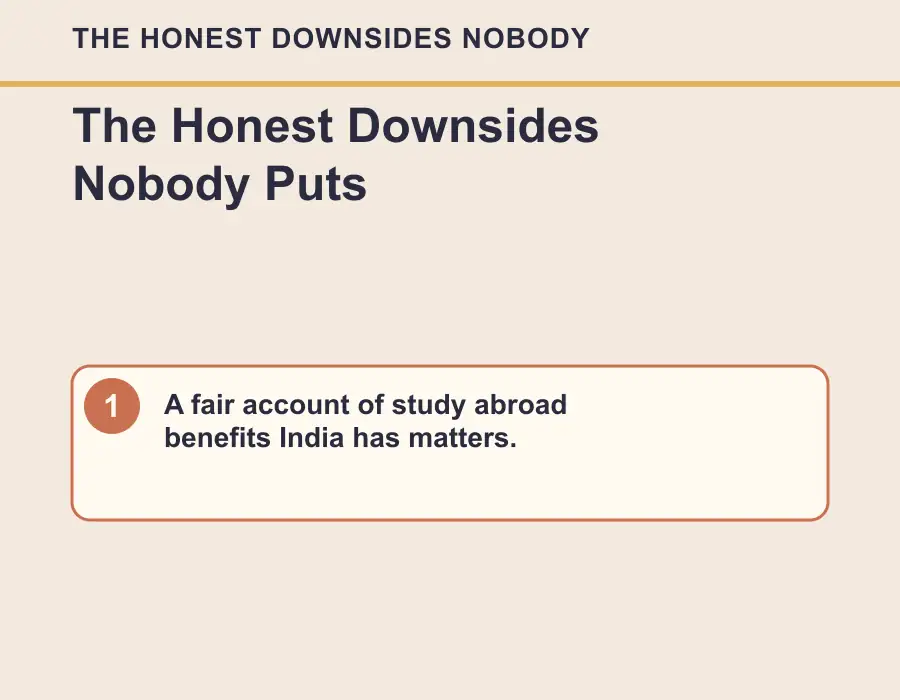 THE HONEST DOWNSIDES NOBODY
The Honest Downsides
Nobody Puts
1
A fair account of study abroad
benefits India has matters.